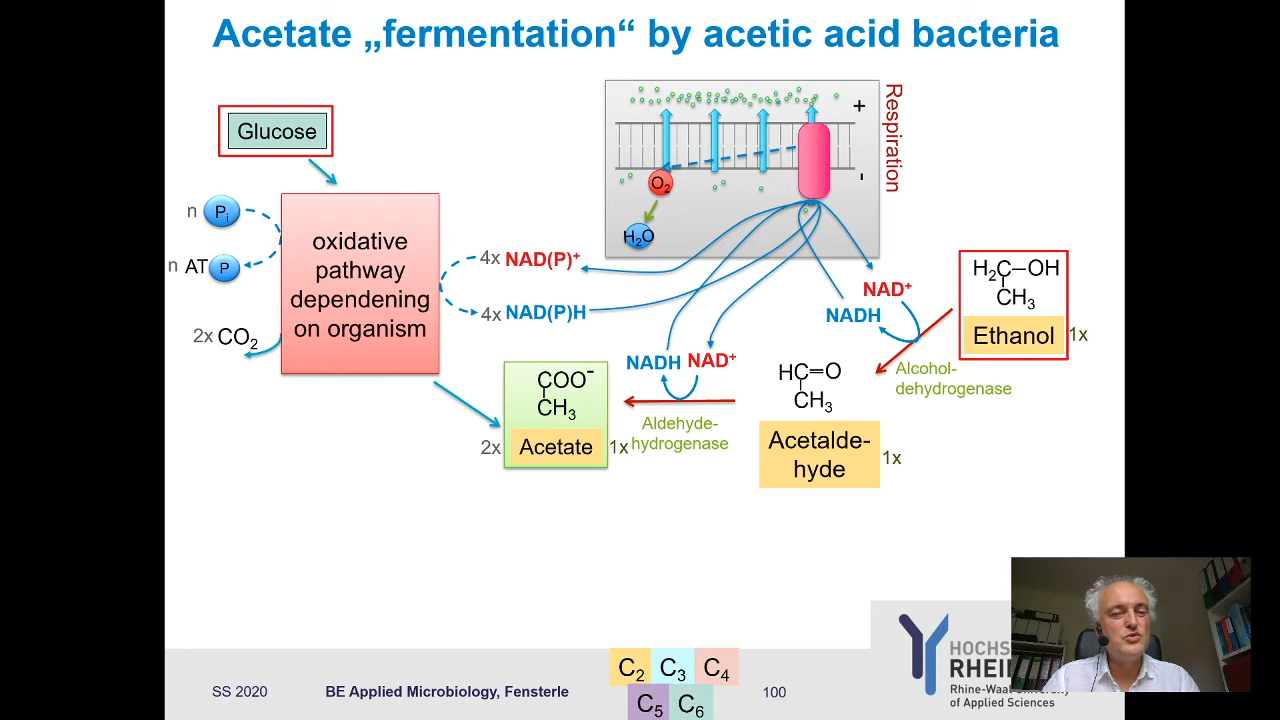 Acetate „fermentation“ by acetic acid bacteria
Glucose
n Pi
n AT P
2x CO2
oxidative
pathway
dependening
on organism
4x NAD(P)+
4x NAD(P)H
+
-
Respiration
O2
H2O
NAD+
NADH
H2C–OH
CH3
Ethanol 1x
Alcohol-
dehydrogenase
HC=O
CH3
Acetalde-
hyde
1x
NADH NAD+
Aldehyde-
hydrogenase
COO-
CH3
2x Acetate 1x
SS 2020
BE Applied Microbiology, Fensterle
C2 C3 C4
C5 C6
100
HOCHS
RHEI
Rhine-Waal University
of Applied Sciences